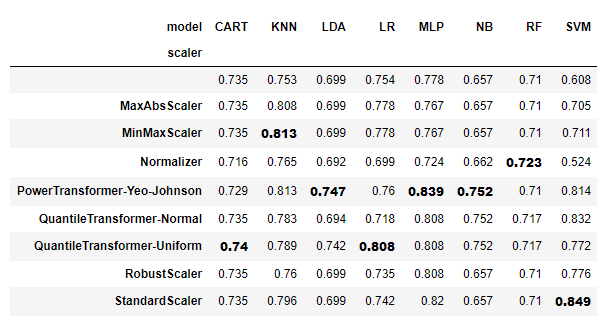 model CART KNN LDA LR MLP NB RF SVM
scaler
0.735 0.753 0.699 0.754 0.778 0.657 0.71 0.608
MaxAbsScaler 0.735 0.808 0.699 0.778 0.767 0.657 0.71 0.705
MinMaxScaler 0.735 0.813 0.699 0.778 0.767 0.657 0.71 0.711
Normalizer 0.716 0.765 0.692 0.699 0.724 0.662 0.723 0.524
PowerTransformer-Yeo-Johnson 0.729 0.813 0.747 0.76 0.839 0.752 0.71 0.814
QuantileTransformer-Normal 0.735 0.783 0.694 0.718 0.808 0.752 0.717 0.832
QuantileTransformer-Uniform 0.74 0.789 0.742 0.808 0.808 0.752 0.717 0.772
RobustScaler 0.735 0.76 0.699 0.735 0.808 0.657 0.71 0.776
StandardScaler 0.735 0.796 0.699 0.742 0.82 0.657 0.71 0.849